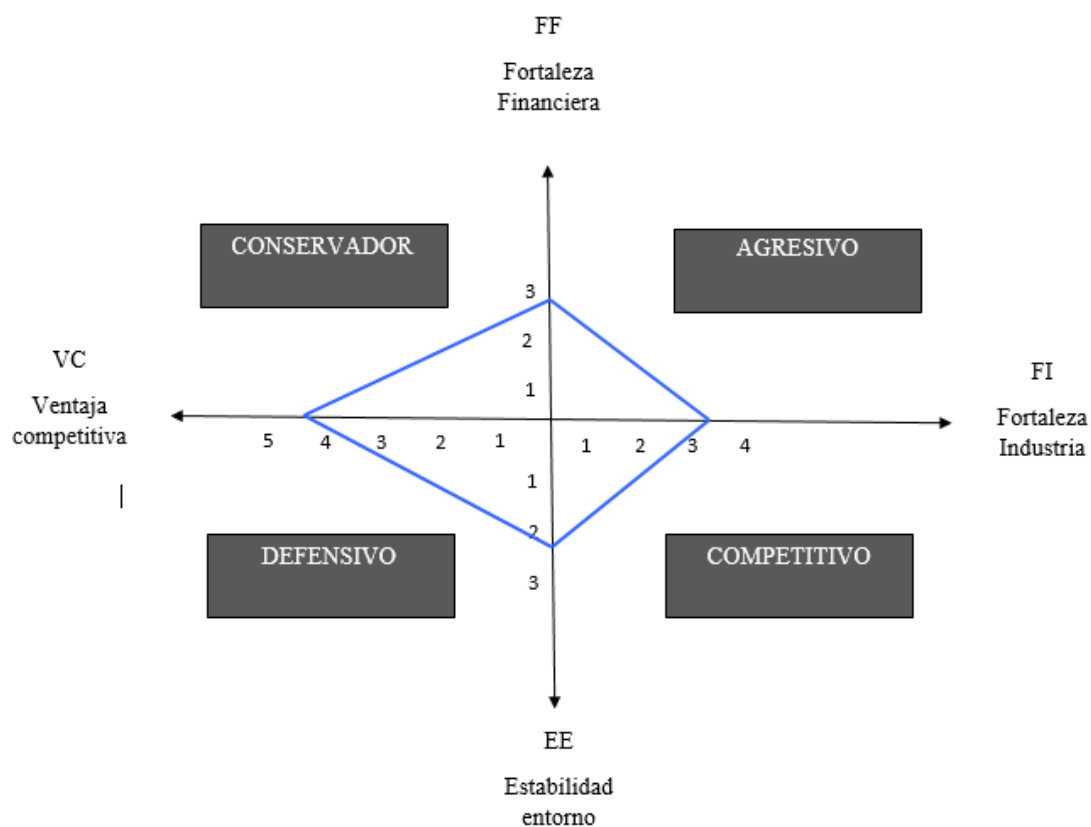 FF
Fortaleza
Financiera
CONSERVADOR
AGRESIVO
3
2
1
VC
Ventaja
competitiva
FI
Fortaleza
Industria
5 4 3 2 1 1 2 3 4
1
2
3
DEFENSIVO
COMPETITIVO
EE
Estabilidad
entorno